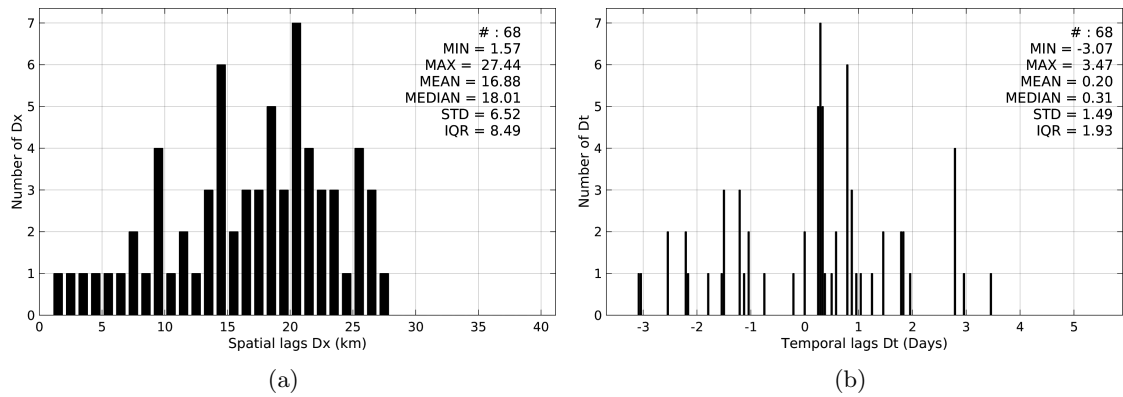 7
6
5
4
3
2
1
0
Number of Dx
# : 68
MIN = 1.57
MAX = 27.44
MEAN = 16.88
MEDIAN = 18.01
STD = 6.52
IQR = 8.49
0 5 10 15 20 25 30 35 40
Spatial lags Dx (km)
(a)
7
6
5
4
3
2
1
0
Number of Dt
# : 68
MIN = -3.07
MAX = 3.47
MEAN = 0.20
MEDIAN = 0.31
STD = 1.49
IQR = 1.93
-3 -2 -1 0 1 2 3 4 5
Temporal lags Dt (Days)
(b)